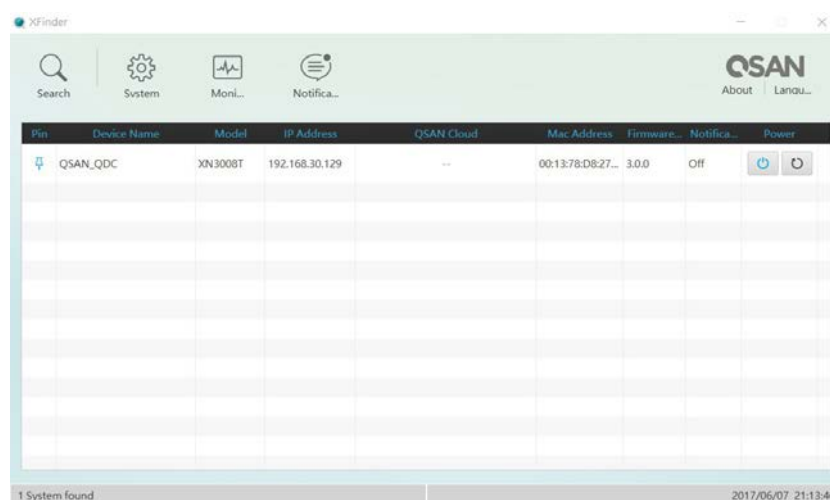 XFinder
QSAN
Search System Moni... Notifica... About Langu...
Pin Device Name Model IP Address QSAN Cloud Mac Address Firmware... Notifica... Power
QSAN_QDC XN3008T 192.168.30.129 -- 00:13:78:D8:27... 3.0.0 Off
1 System found 2017/06/07 21:13:4